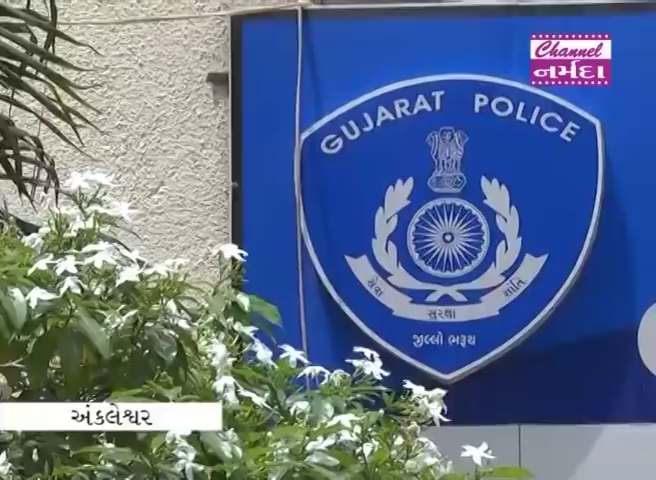 Channel
નર્મદા
GUJARAT POLICE
સેવા સુરક્ષા શાંતિ
જીલ્લો ભરૂચ
અંકલેશ્વર